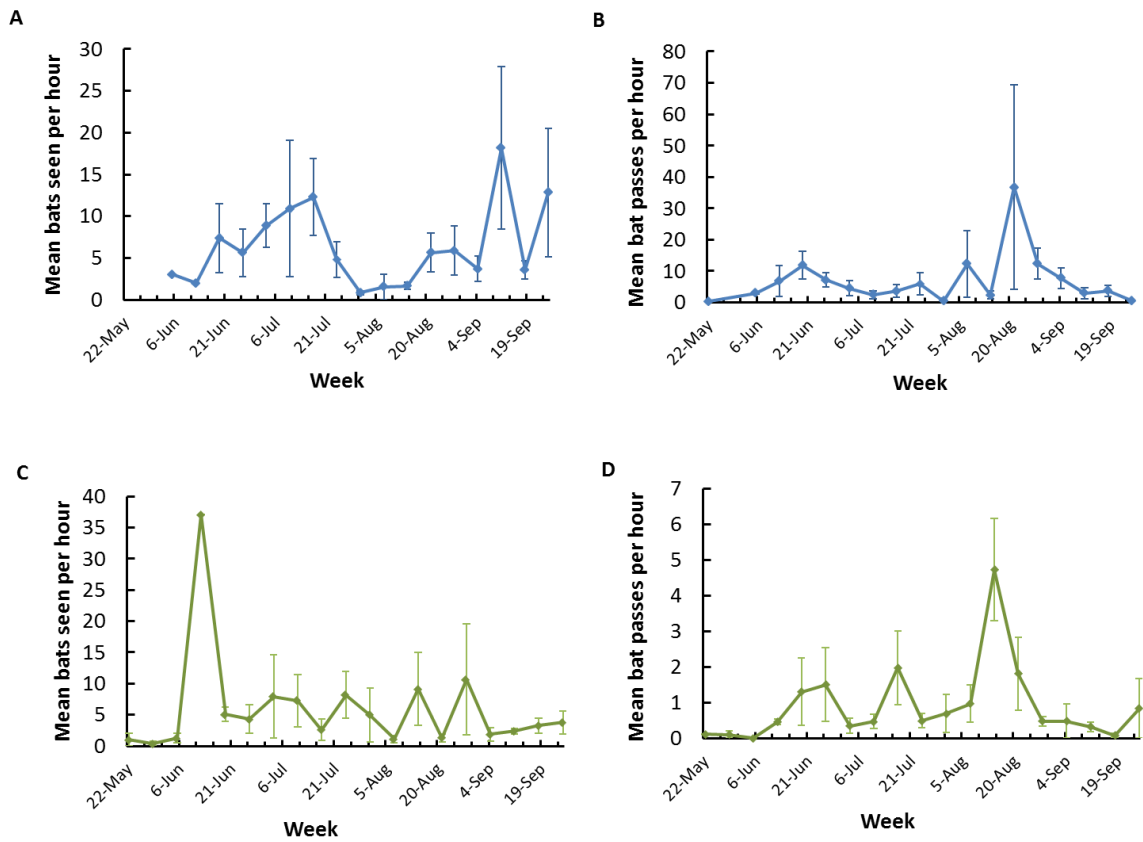 A
Mean bats seen per hour
30
25
20
15
10
5
0
22-May
6-Jun
21-Jun
6-Jul
21-Jul
5-Aug
20-Aug
4-Sep
19-Sep
Week
B
Mean bat passes per hour
80
70
60
50
40
30
20
10
0
22-May
6-Jun
21-Jun
6-Jul
21-Jul
5-Aug
20-Aug
4-Sep
19-Sep
Week
C
Mean bats seen per hour
40
35
30
25
20
15
10
5
0
22-May
6-Jun
21-Jun
6-Jul
21-Jul
5-Aug
20-Aug
4-Sep
19-Sep
Week
D
Mean bat passes per hour
7
6
5
4
3
2
1
0
22-May
6-Jun
21-Jun
6-Jul
21-Jul
5-Aug
20-Aug
4-Sep
19-Sep
Week